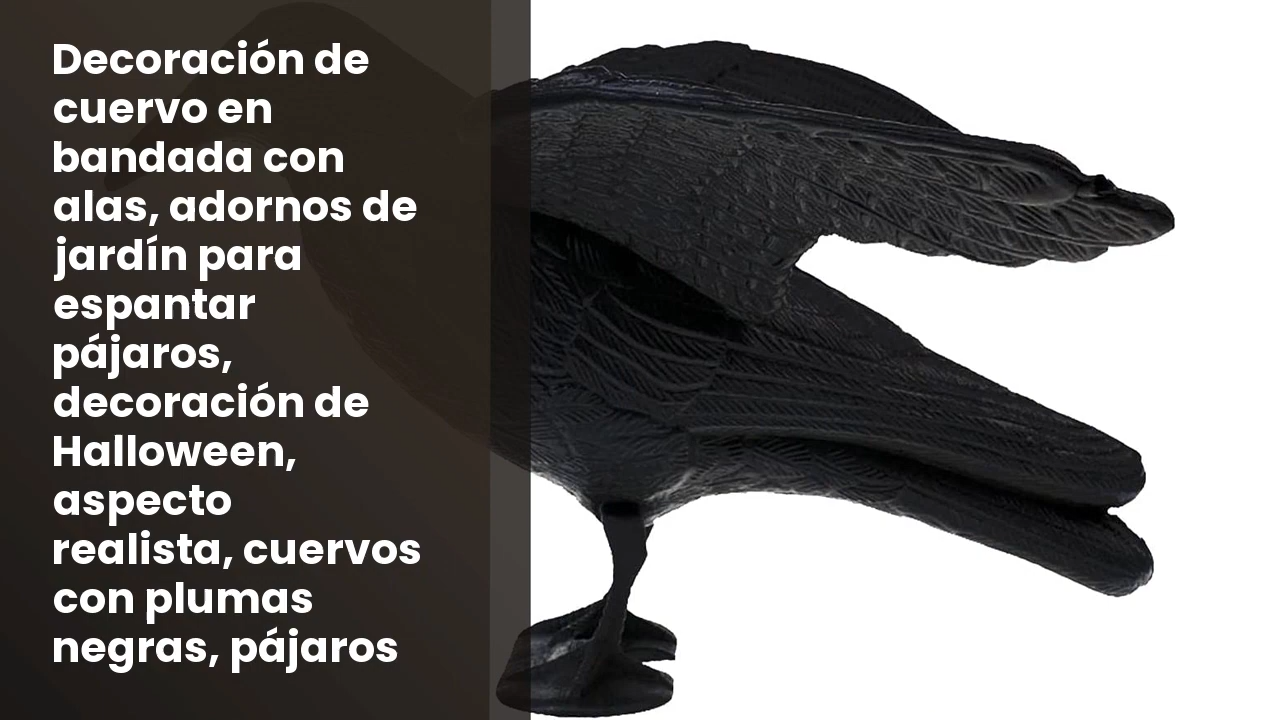 Decoración de
cuervo en
bandada con
alas, adornos de
jardín para
espantar
pájaros,
decoración de
Halloween,
aspecto
realista, cuervos
con plumas
negras, pájaros